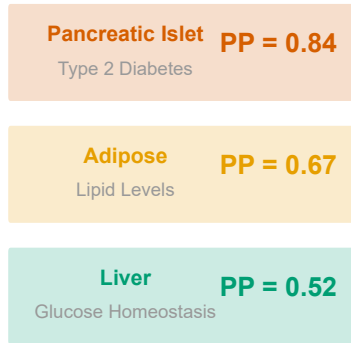 Pancreatic Islet
PP = 0.84
Type 2 Diabetes
Adipose
PP = 0.67
Lipid Levels
Liver
PP = 0.52
Glucose Homeostasis